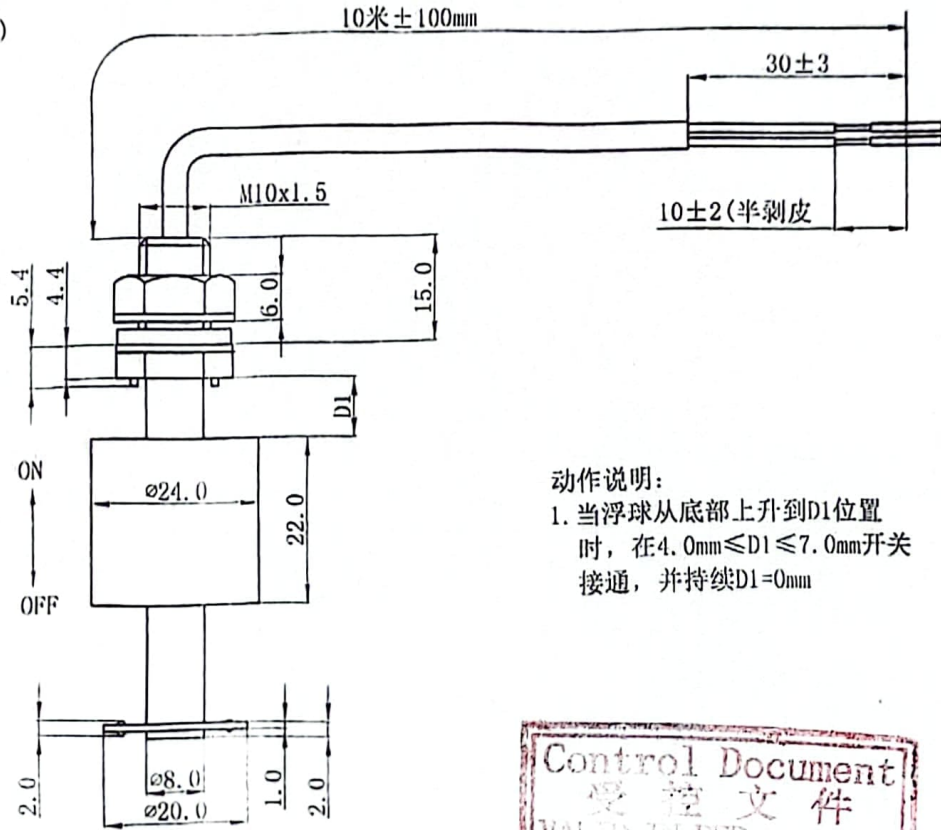 )
10米±100mm
30±3
M10x1.5
10±2(半剥皮
5.4
4.4
6.0
15.0
D1
ON
ø24.0
22.0
OFF
动作说明:
1.当浮球从底部上升到D1位置
时，在4.0mm≤D1≤7.0mm开关
接通，并持续D1=0mm
2.0
ø8.0
ø20.0
1.0
2.0
Control Document
受控文件